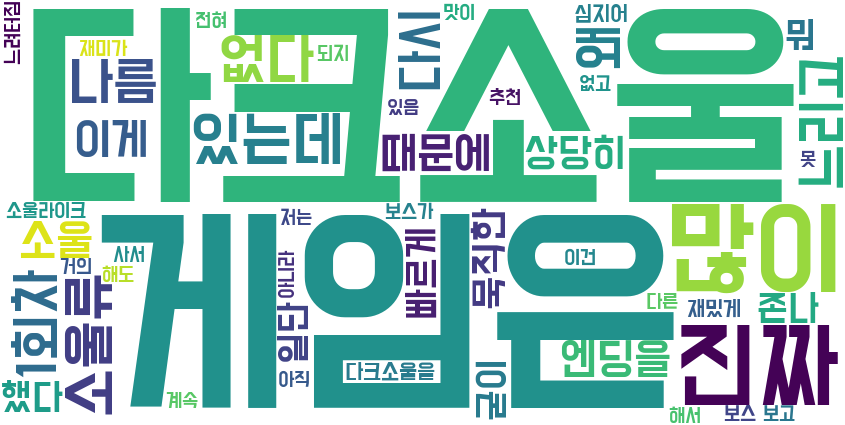 느려터짐
다크소울
전혀
재미가
나름
이게
없다
되지
있는데
다시
맛이
있음
추천
때문에
상당히
심지어
왜
없고
뭐
느리고
못
소울라이크
소울
사서
거의
해도
1회차
소울류
했다
계속
게임은
저는
아니라
일단
아직
보스가
빠르게
다크소울을
묵직한
굳이
이건
엔딩을
많이
다른
재밌게
존나
진짜
해서
보스 보고